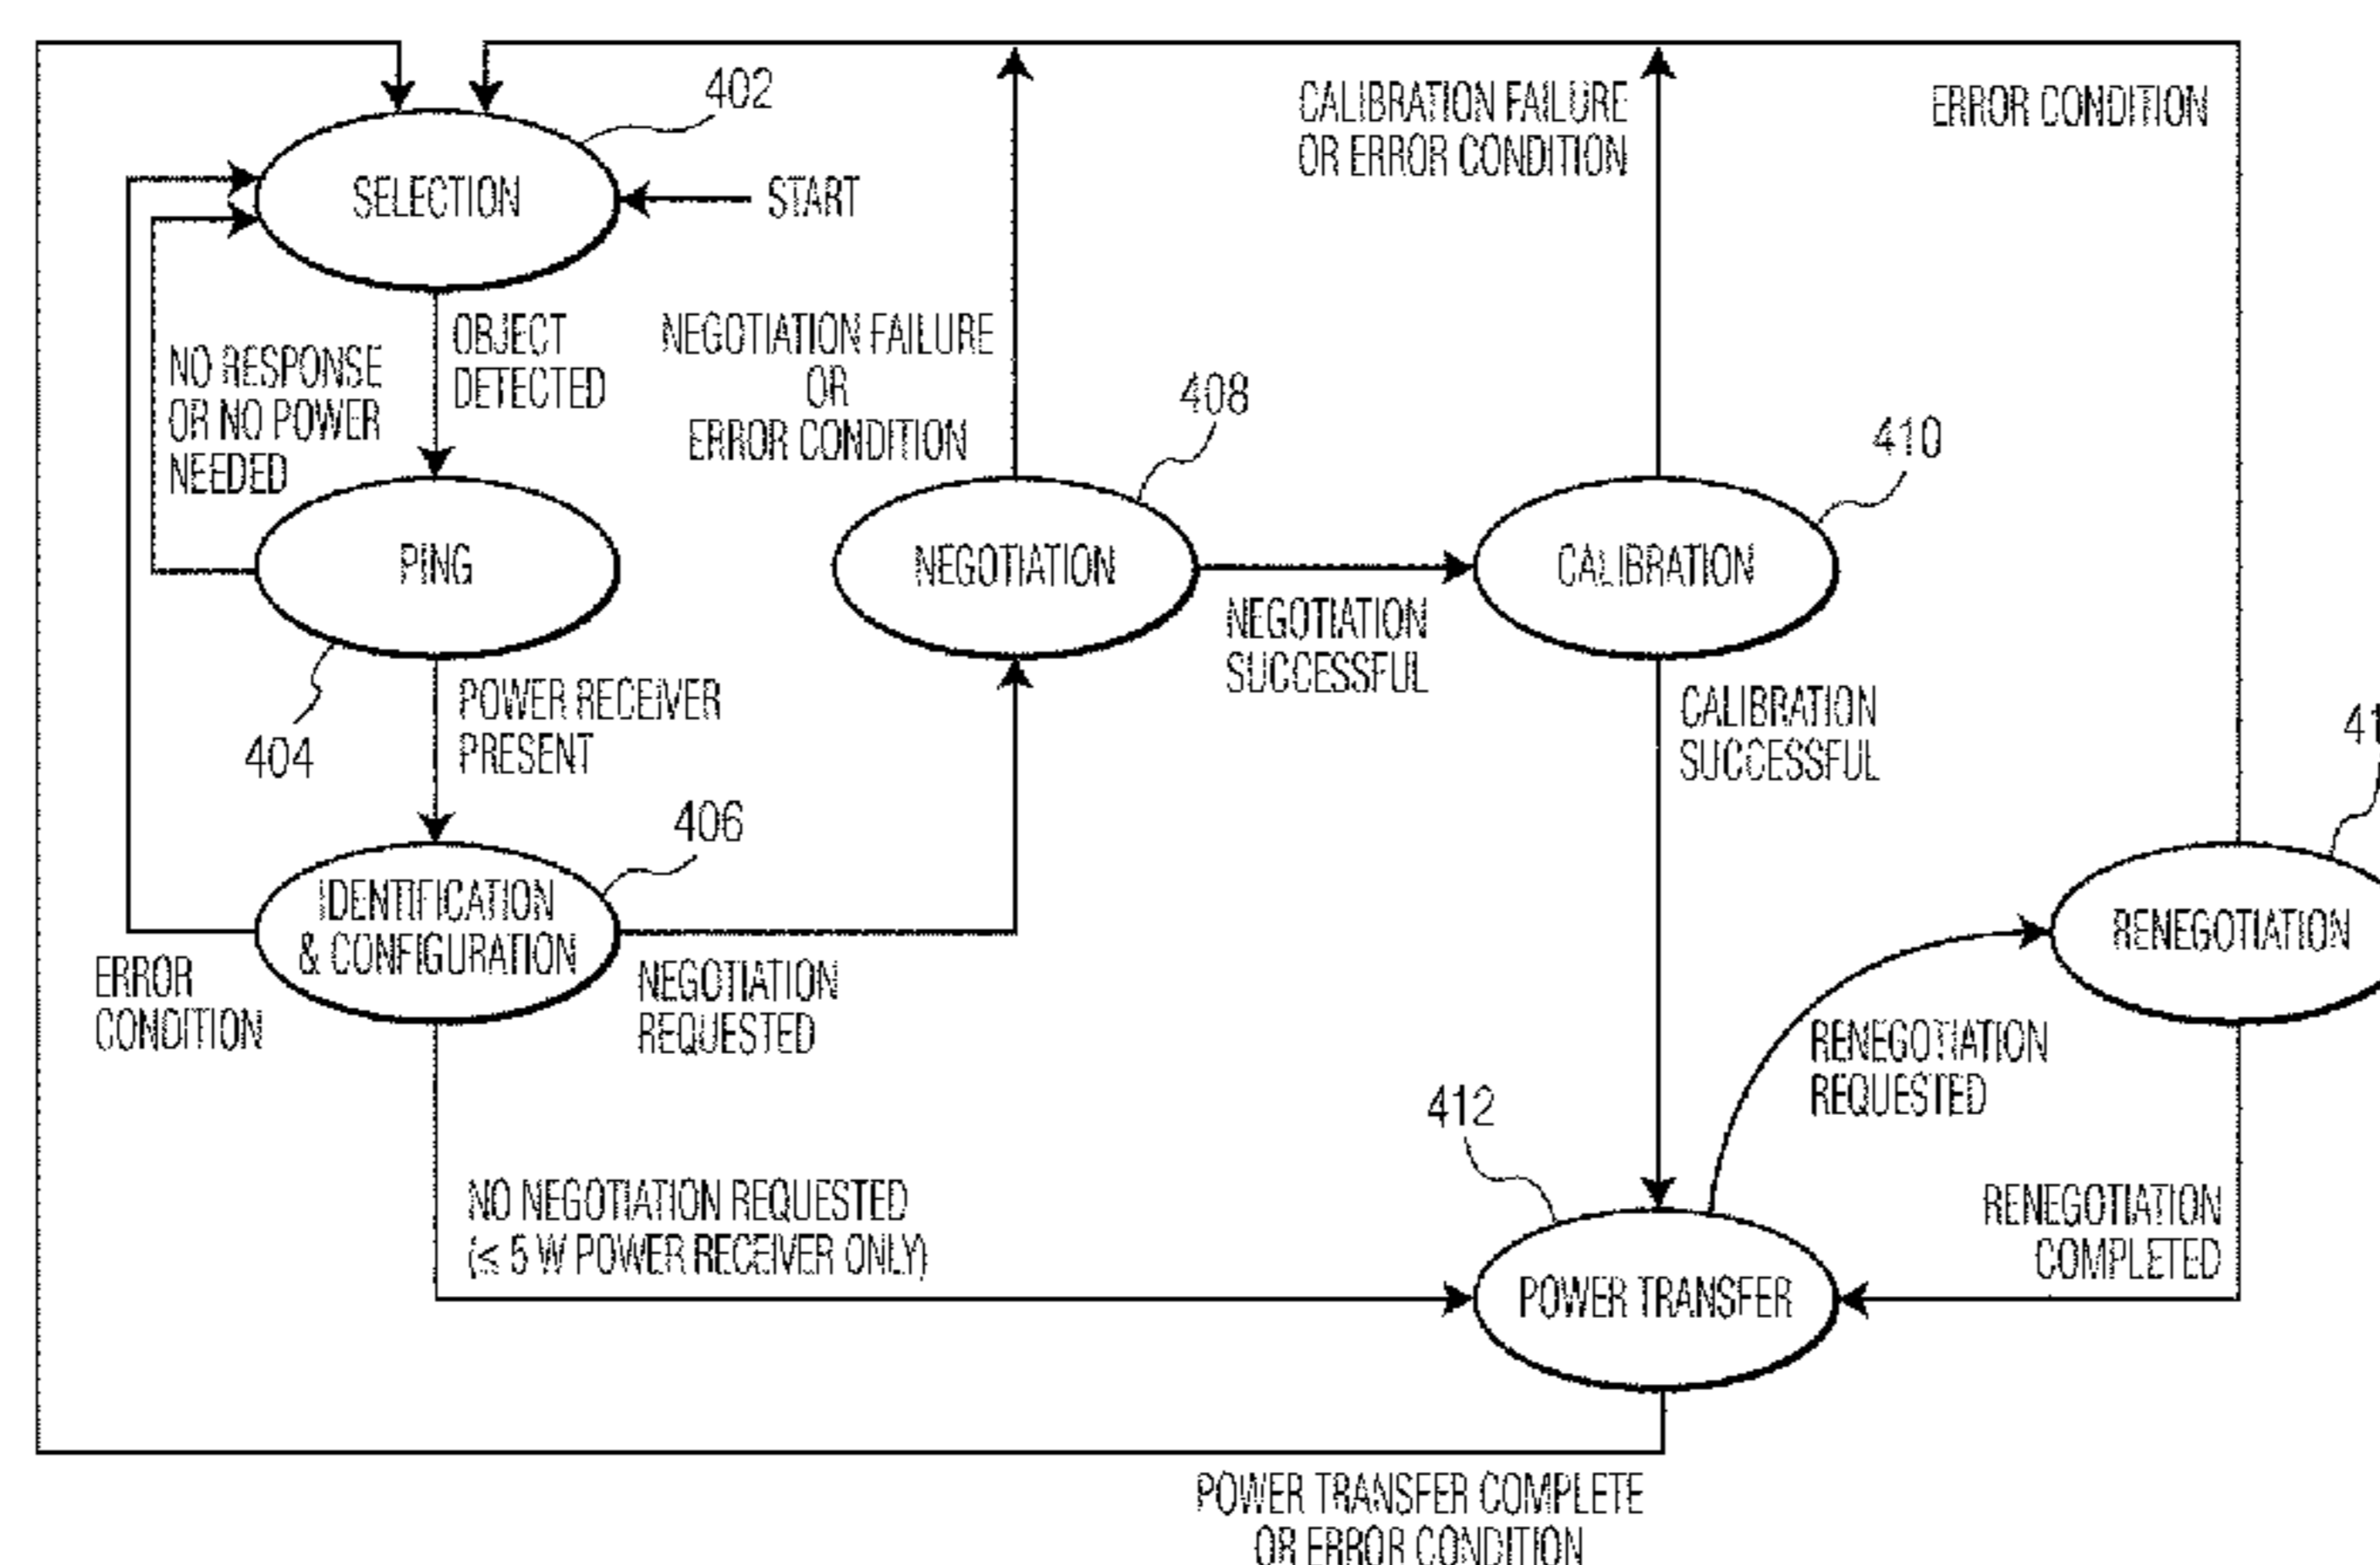 402
CALIBRATION FAILURE
OR ERROR CONDITION
ERROR CONDITION
SELECTION
START
NO RESPONSE
OR NO POWER
NEEDED
OBJECT
DETECTED
NEGOTIATION FAILURE
OR
ERROR CONDITION
408
410
PING
NEGOTIATION
CALIBRATION
NEGOTIATION
SUCCESSFUL
404
POWER RECEIVER
PRESENT
CALIBRATION
SUCCESSFUL
406
IDENTIFICATION
& CONFIGURATION
RENEGOTIATION
ERROR
CONDITION
NEGOTIATION
REQUESTED
RENEGOTIATION
REQUESTED
412
NO NEGOTIATION REQUESTED
(≤ 5 W POWER RECEIVER ONLY)
RENEGOTIATION
COMPLETED
POWER TRANSFER
POWER TRANSFER COMPLETE
OR ERROR CONDITION